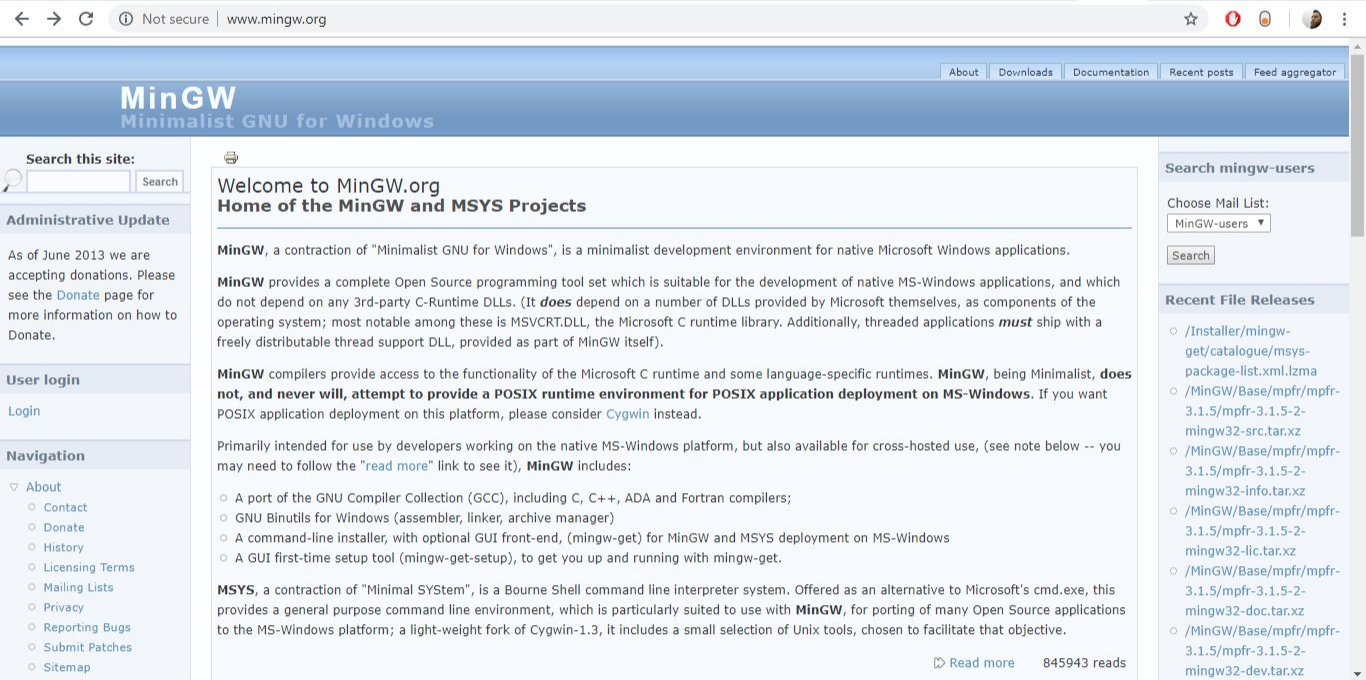 Not secure | www.mingw.org
About
Downloads
Documentation
Recent posts
Feed aggregator
MinGW
Minimalist GNU for Windows
Search this site:
Search
Administrative Update
As of June 2013 we are
accepting donations. Please
see the Donate page for
more information on how to
Donate.
User login
Login
Navigation
About
Contact
Donate
History
Licensing Terms
Mailing Lists
Privacy
Reporting Bugs
Submit Patches
Sitemap
Welcome to MinGW.org
Home of the MinGW and MSYS Projects
MinGW, a contraction of "Minimalist GNU for Windows", is a minimalist development environment for native Microsoft Windows applications.
MinGW provides a complete Open Source programming tool set which is suitable for the development of native MS-Windows applications, and which
do not depend on any 3rd-party C-Runtime DLLs. (It does depend on a number of DLLs provided by Microsoft themselves, as components of the
operating system; most notable among these is MSVCRT.DLL, the Microsoft C runtime library. Additionally, threaded applications must ship with a
freely distributable thread support DLL, provided as part of MinGW itself).
MinGW compilers provide access to the functionality of the Microsoft C runtime and some language-specific runtimes. MinGW, being Minimalist, does
not, and never will, attempt to provide a POSIX runtime environment for POSIX application deployment on MS-Windows. If you want
POSIX application deployment on this platform, please consider Cygwin instead.
Primarily intended for use by developers working on the native MS-Windows platform, but also available for cross-hosted use, (see note below -- you
may need to follow the "read more" link to see it), MinGW includes:
A port of the GNU Compiler Collection (GCC), including C, C++, ADA and Fortran compilers;
GNU Binutils for Windows (assembler, linker, archive manager)
A command-line installer, with optional GUI front-end, (mingw-get) for MinGW and MSYS deployment on MS-Windows
A GUI first-time setup tool (mingw-get-setup), to get you up and running with mingw-get.
MSYS, a contraction of "Minimal SYStem", is a Bourne Shell command line interpreter system. Offered as an alternative to Microsoft's cmd.exe, this
provides a general purpose command line environment, which is particularly suited to use with MinGW, for porting of many Open Source applications
to the MS-Windows platform; a light-weight fork of Cygwin-1.3, it includes a small selection of Unix tools, chosen to facilitate that objective.
Read more 845943 reads
Search mingw-users
Choose Mail List:
MinGW-users
Search
Recent File Releases
/Installer/mingw-
get/catalogue/msys-
package-list.xml.lzma
/MinGW/Base/mpfr/mpfr-
3.1.5/mpfr-3.1.5-2-
mingw32-src.tar.xz
/MinGW/Base/mpfr/mpfr-
3.1.5/mpfr-3.1.5-2-
mingw32-info.tar.xz
/MinGW/Base/mpfr/mpfr-
3.1.5/mpfr-3.1.5-2-
mingw32-lic.tar.xz
/MinGW/Base/mpfr/mpfr-
3.1.5/mpfr-3.1.5-2-
mingw32-doc.tar.xz
/MinGW/Base/mpfr/mpfr-
3.1.5/mpfr-3.1.5-2-
mingw32-dev.tar.xz